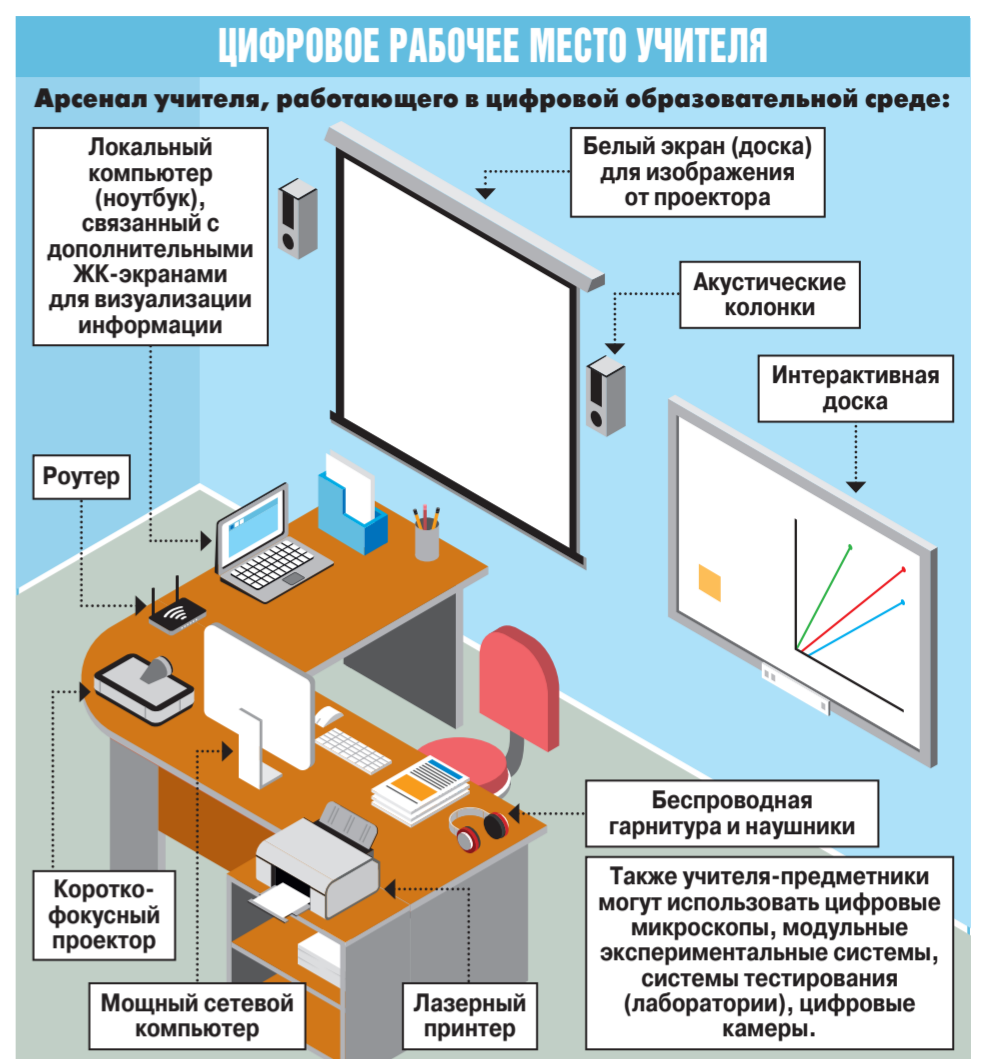 ЦИФРОВОЕ РАБОЧЕЕ МЕСТО УЧИТЕЛЯ
Арсенал учителя, работающего в цифровой образовательной среде:
Локальный
компьютер
(ноутбук),
связанный с
дополнительными
ЖК-экранами
для визуализации
информации
Белый экран (доска)
для изображения
от проектора
Акустические
колонки
Интерактивная
доска
Роутер
Беспроводная
гарнитура и наушники
Коротко-
фокусный
проектор
Мощный сетевой
компьютер
Лазерный
принтер
Также учителя-предметники
могут использовать цифровые
микроскопы, модульные
экспериментальные системы,
системы тестирования
(лаборатории), цифровые
камеры.